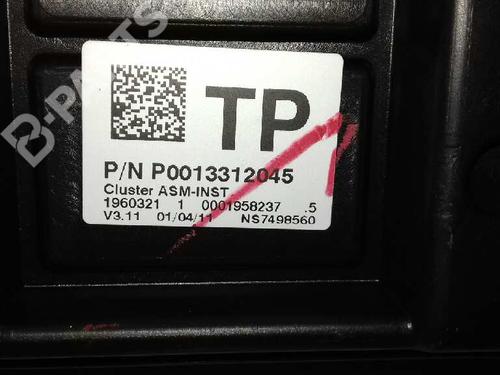 B-PARTS
TP
P/N P0013312045
Cluster ASM-INST
1960321 1 0001958237 .5
V3.11 01/04/11 NS7498560